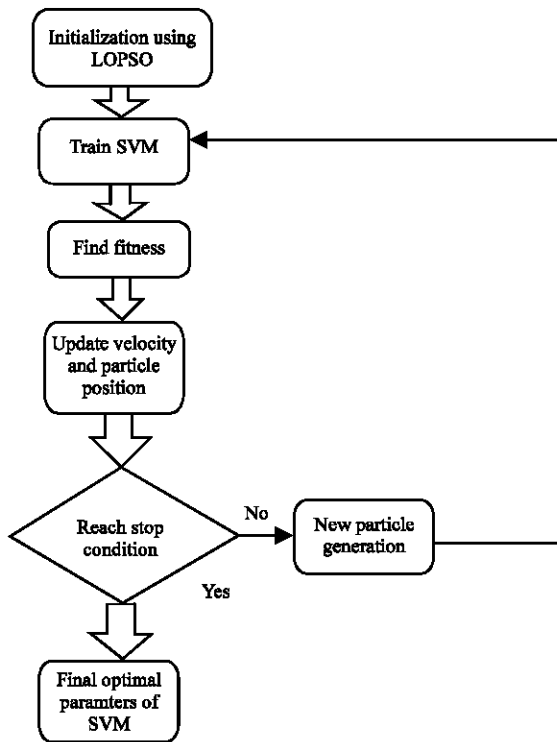 Initialization using
LOPSO
Train SVM
Find fitness
Update velocity
and particle
position
Reach stop
condition
No
New particle
generation
Yes
Final optimal
paramters of
SVM